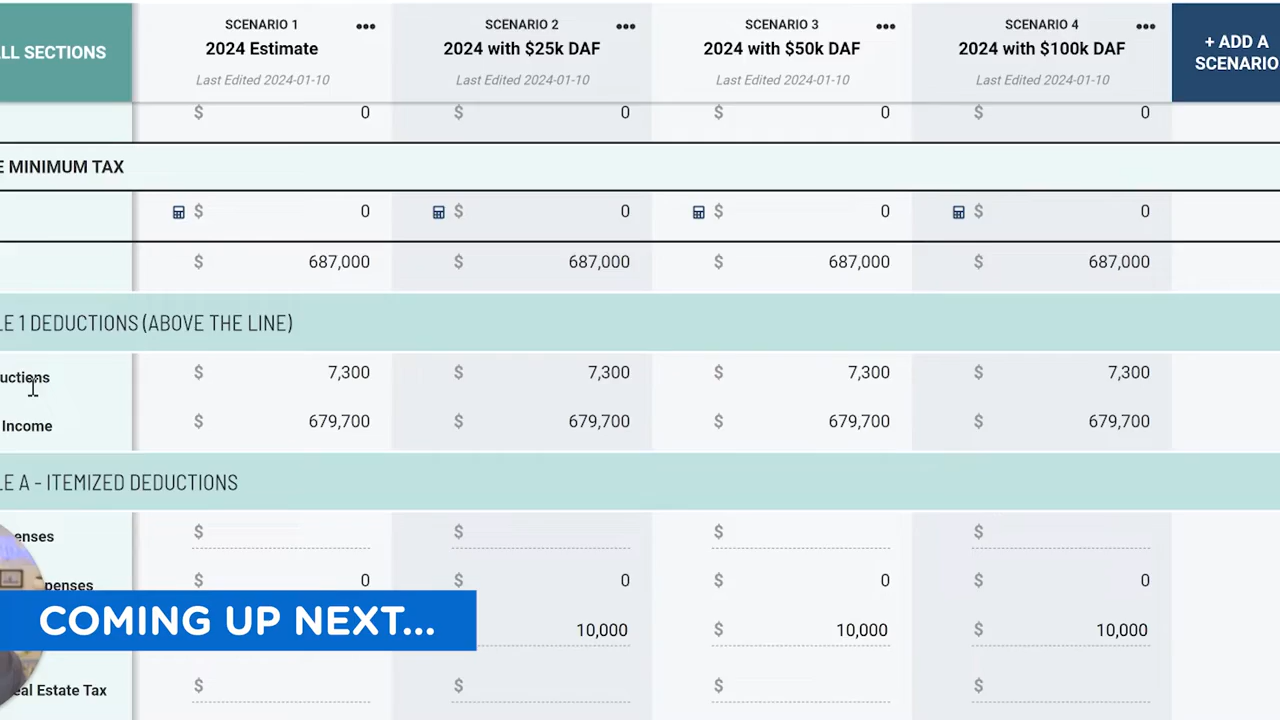 LL SECTIONS
SCENARIO 1 •••
2024 Estimate
Last Edited 2024-01-10
SCENARIO 2 •••
2024 with $25k DAF
Last Edited 2024-01-10
SCENARIO 3 •••
2024 with $50k DAF
Last Edited 2024-01-10
SCENARIO 4 •••
2024 with $100k DAF
Last Edited 2024-01-10
+ ADD A
SCENARIO
$ 0 $ 0 $ 0 $ 0
E MINIMUM TAX
$ 0 $ 0 $ 0 $ 0
$ 687,000 $ 687,000 $ 687,000 $ 687,000
LE 1 DEDUCTIONS (ABOVE THE LINE)
uctions $ 7,300 $ 7,300 $ 7,300 $ 7,300
Income $ 679,700 $ 679,700 $ 679,700 $ 679,700
LE A - ITEMIZED DEDUCTIONS
enses $ $ $ $
penses $ 0 $ 0 $ 0 $ 0
COMING UP NEXT...
10,000 $ 10,000 $ 10,000
eal Estate Tax $ $ $ $